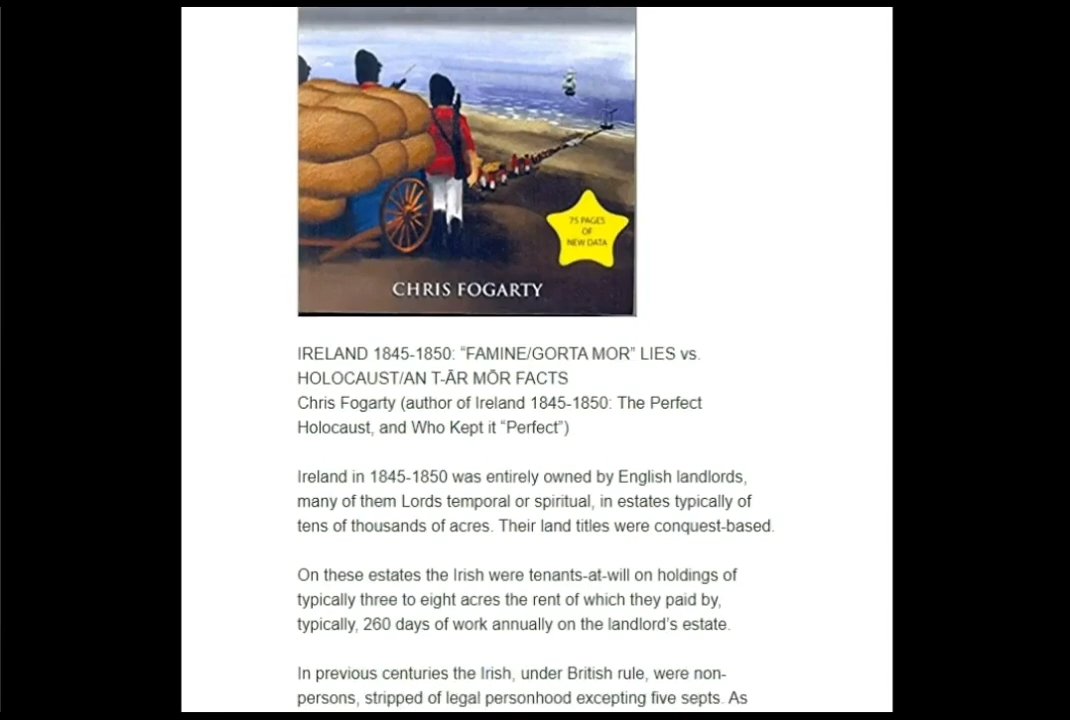 75 PAGES
OF
NEW DATA
CHRIS FOGARTY
IRELAND 1845-1850: “FAMINE/GORTA MOR” LIES vs.
HOLOCAUST/AN T-ĀR MŌR FACTS
Chris Fogarty (author of Ireland 1845-1850: The Perfect
Holocaust, and Who Kept it “Perfect”)
Ireland in 1845-1850 was entirely owned by English landlords,
many of them Lords temporal or spiritual, in estates typically of
tens of thousands of acres. Their land titles were conquest-based.
On these estates the Irish were tenants-at-will on holdings of
typically three to eight acres the rent of which they paid by,
typically, 260 days of work annually on the landlord’s estate.
In previous centuries the Irish, under British rule, were non-
persons, stripped of legal personhood excepting five septs. As